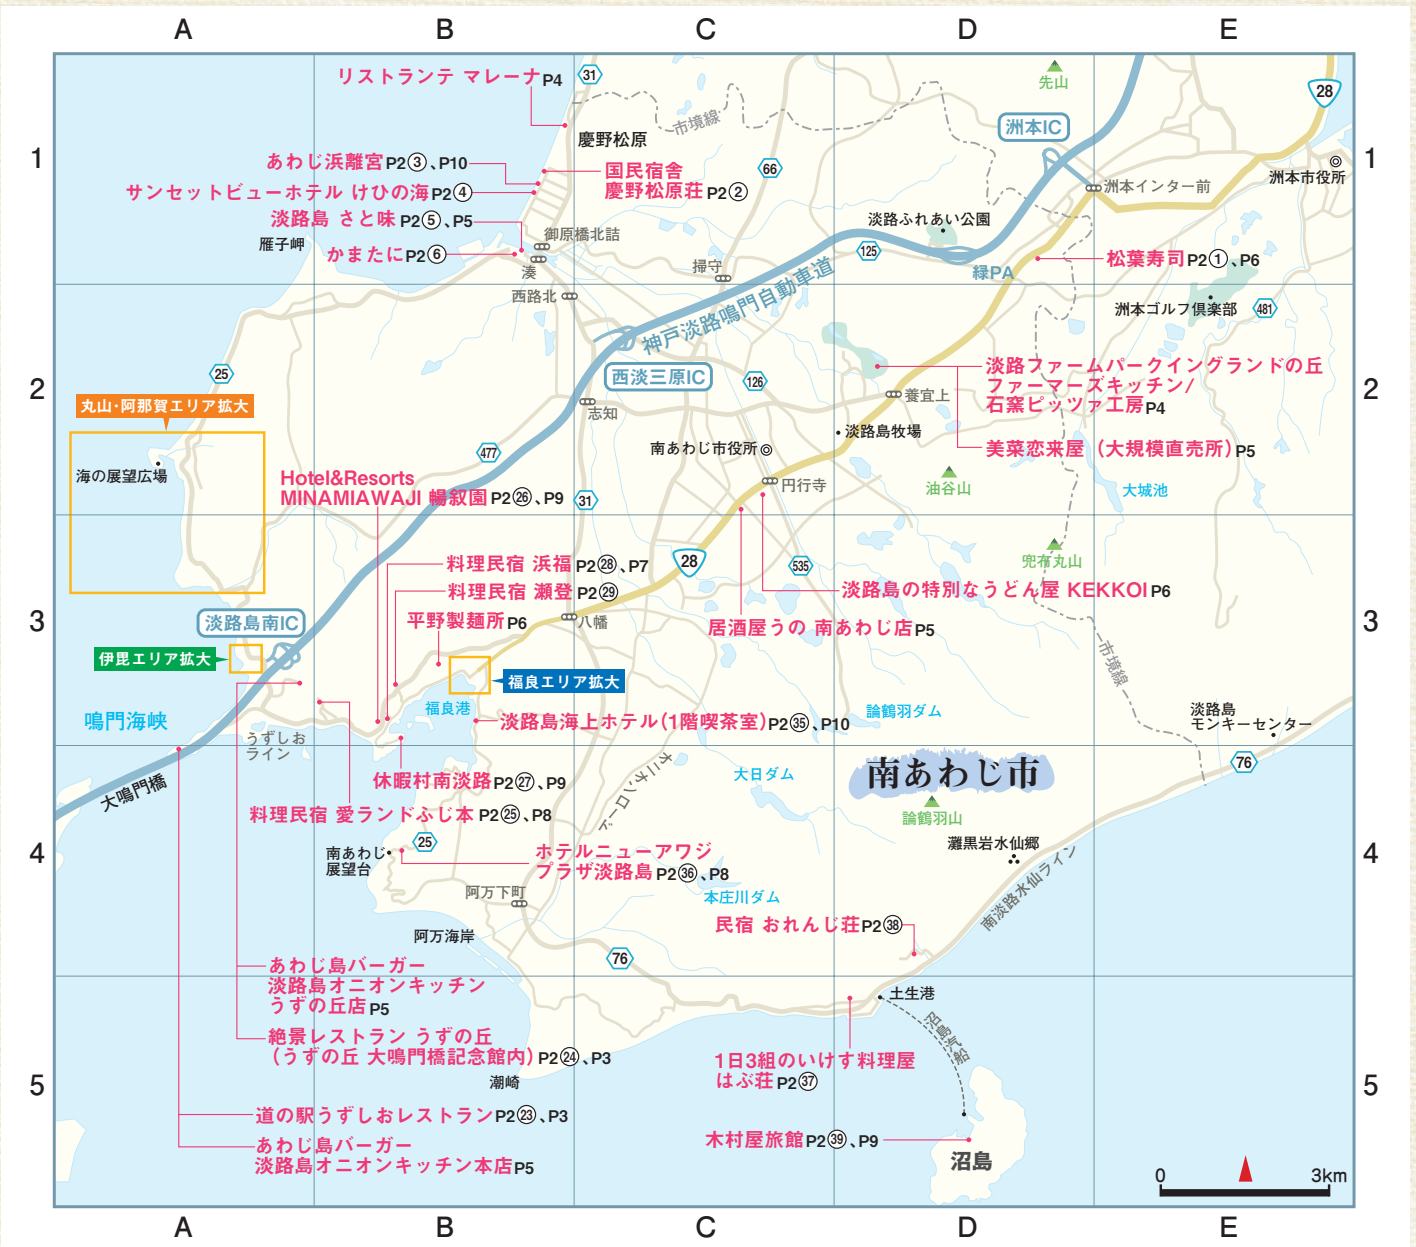 A
B
C
D
E
リストランテ マレーナP4
31
先山
28
市境線
洲本IC
慶野松原
1
1
あわじ浜離宮P2③、P10
国民宿舎
慶野松原荘P2②
66
洲本市役所
洲本インター前
サンセットビューホテル けひの海P2④
淡路島 さと味P2⑤、P5
雁子岬
御原橋北詰
淡路ふれあい公園
かまたにP2⑥
湊
掃守
125
緑PA
松葉寿司P2①、P6
西路北
神戸淡路鳴門自動車道
洲本ゴルフ倶楽部
481
25
西淡三原IC
126
淡路ファームパークイングランドの丘
ファーマーズキッチン/
石窯ピッツァ工房P4
2
2
丸山・阿那賀エリア拡大
志知
養宜上
淡路島牧場
南あわじ市役所
美菜恋来屋（大規模直売所）P5
477
海の展望広場
Hotel&Resorts
MINAMIAWAJI 暢叙園P2㉖、P9
31
円行寺
油谷山
大城池
料理民宿 浜福P2㉘、P7
28
535
兜布丸山
料理民宿 瀬登P2㉙
淡路島の特別なうどん屋 KEKKOIP6
3
3
淡路島南IC
平野製麺所P6
八幡
居酒屋うの 南あわじ店P5
伊毘エリア拡大
福良エリア拡大
市境線
鳴門海峡
福良港
淡路島海上ホテル(1階喫茶室)P2㉟、P10
論鶴羽ダム
淡路島
モンキーセンター
うずしお
ライン
76
大鳴門橋
休暇村南淡路P2㉗、P9
オニオンロード
大日ダム
南あわじ市
料理民宿 愛ランドふじ本P2㉕、P8
論鶴羽山
25
4
4
南あわじ
展望台
ホテルニューアワジ
プラザ淡路島P2㊱、P8
灘黒岩水仙郷
南淡路水仙ライン
阿万下町
本庄川ダム
民宿 おれんじ荘P2㊳
阿万海岸
76
あわじ島バーガー
淡路島オニオンキッチン
うずの丘店P5
土生港
沼島汽船
絶景レストラン うずの丘
（うずの丘 大鳴門橋記念館内）P2㉔、P3
1日3組のいけす料理屋
はぶ荘P2㊲
潮崎
5
5
道の駅うずしおレストランP2㉓、P3
あわじ島バーガー
淡路島オニオンキッチン本店P5
木村屋旅館P2㊴、P9
沼島
0
3km
A
B
C
D
E